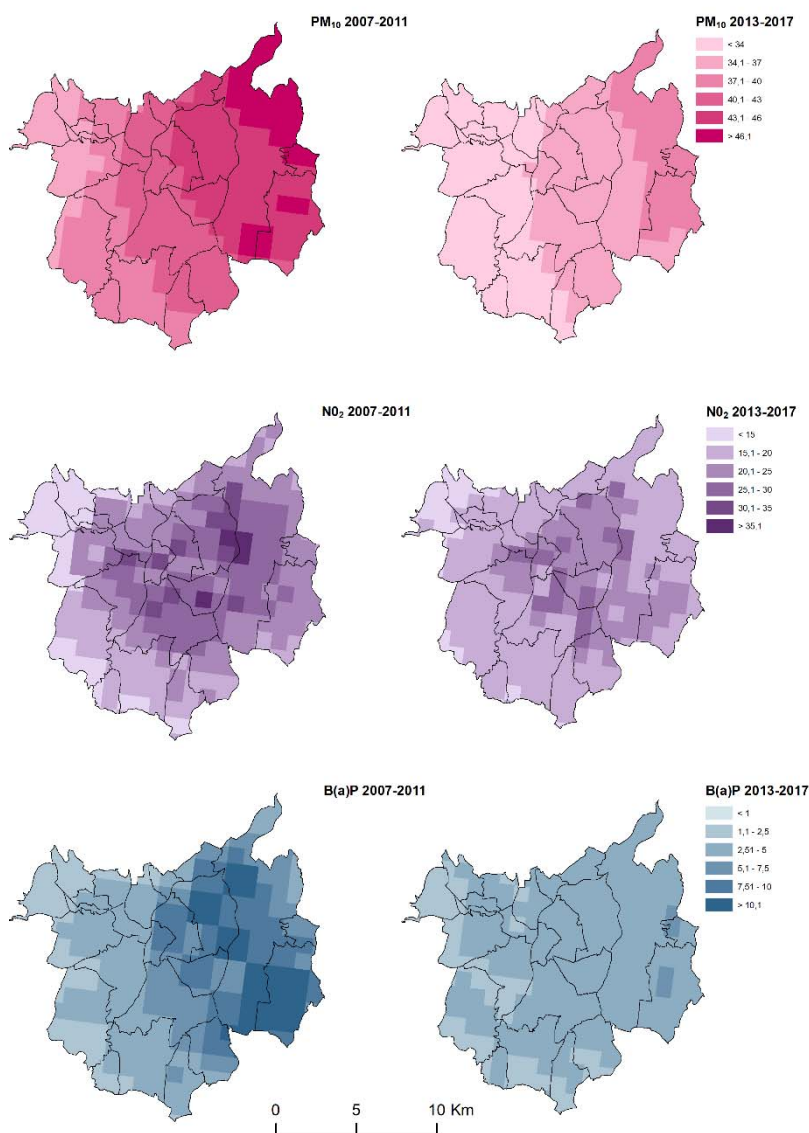 PM₁₀ 2007-2011
PM₁₀ 2013-2017
< 34
34,1 - 37
37,1 - 40
40,1 - 43
43,1 - 46
> 46,1
N0₂ 2007-2011
N0₂ 2013-2017
< 15
15,1 - 20
20,1 - 25
25,1 - 30
30,1 - 35
> 35,1
B(a)P 2007-2011
B(a)P 2013-2017
< 1
1,1 - 2,5
2,51 - 5
5,1 - 7,5
7,51 - 10
> 10,1
0 5 10 Km